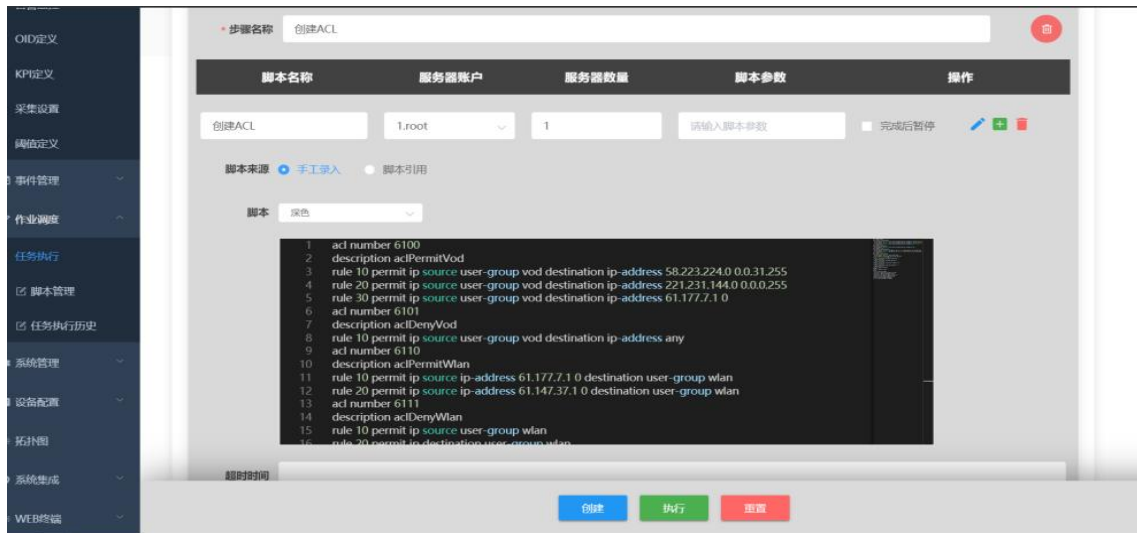 OID定义
KPI定义
采集设置
阈值定义
事件管理
作业调度
任务执行
脚本管理
任务执行历史
系统管理
设备配置
拓扑图
系统集成
WEB终端
* 步骤名称 创建ACL
脚本名称 服务器账户 服务器数量 脚本参数 操作
创建ACL 1.root 1 请输入脚本参数 完成后暂停
脚本来源 手工录入 脚本引用
脚本 深色
1 acl number 6100
2 description aclPermitVod
3 rule 10 permit ip source user-group vod destination ip-address 58.223.224.0 0.0.31.255
4 rule 20 permit ip source user-group vod destination ip-address 221.231.144.0 0.0.0.255
5 rule 30 permit ip source user-group vod destination ip-address 61.177.7.1 0
6 acl number 6101
7 description aclDenyVod
8 rule 10 permit ip source user-group vod destination ip-address any
9 acl number 6110
10 description aclPermitWlan
11 rule 10 permit ip source ip-address 61.177.7.1 0 destination user-group wlan
12 rule 20 permit ip source ip-address 61.147.37.1 0 destination user-group wlan
13 acl number 6111
14 description aclDenyWlan
15 rule 10 permit ip source user-group wlan
16 rule 20 permit ip destination user-group wlan
超时时间
创建 执行 重置